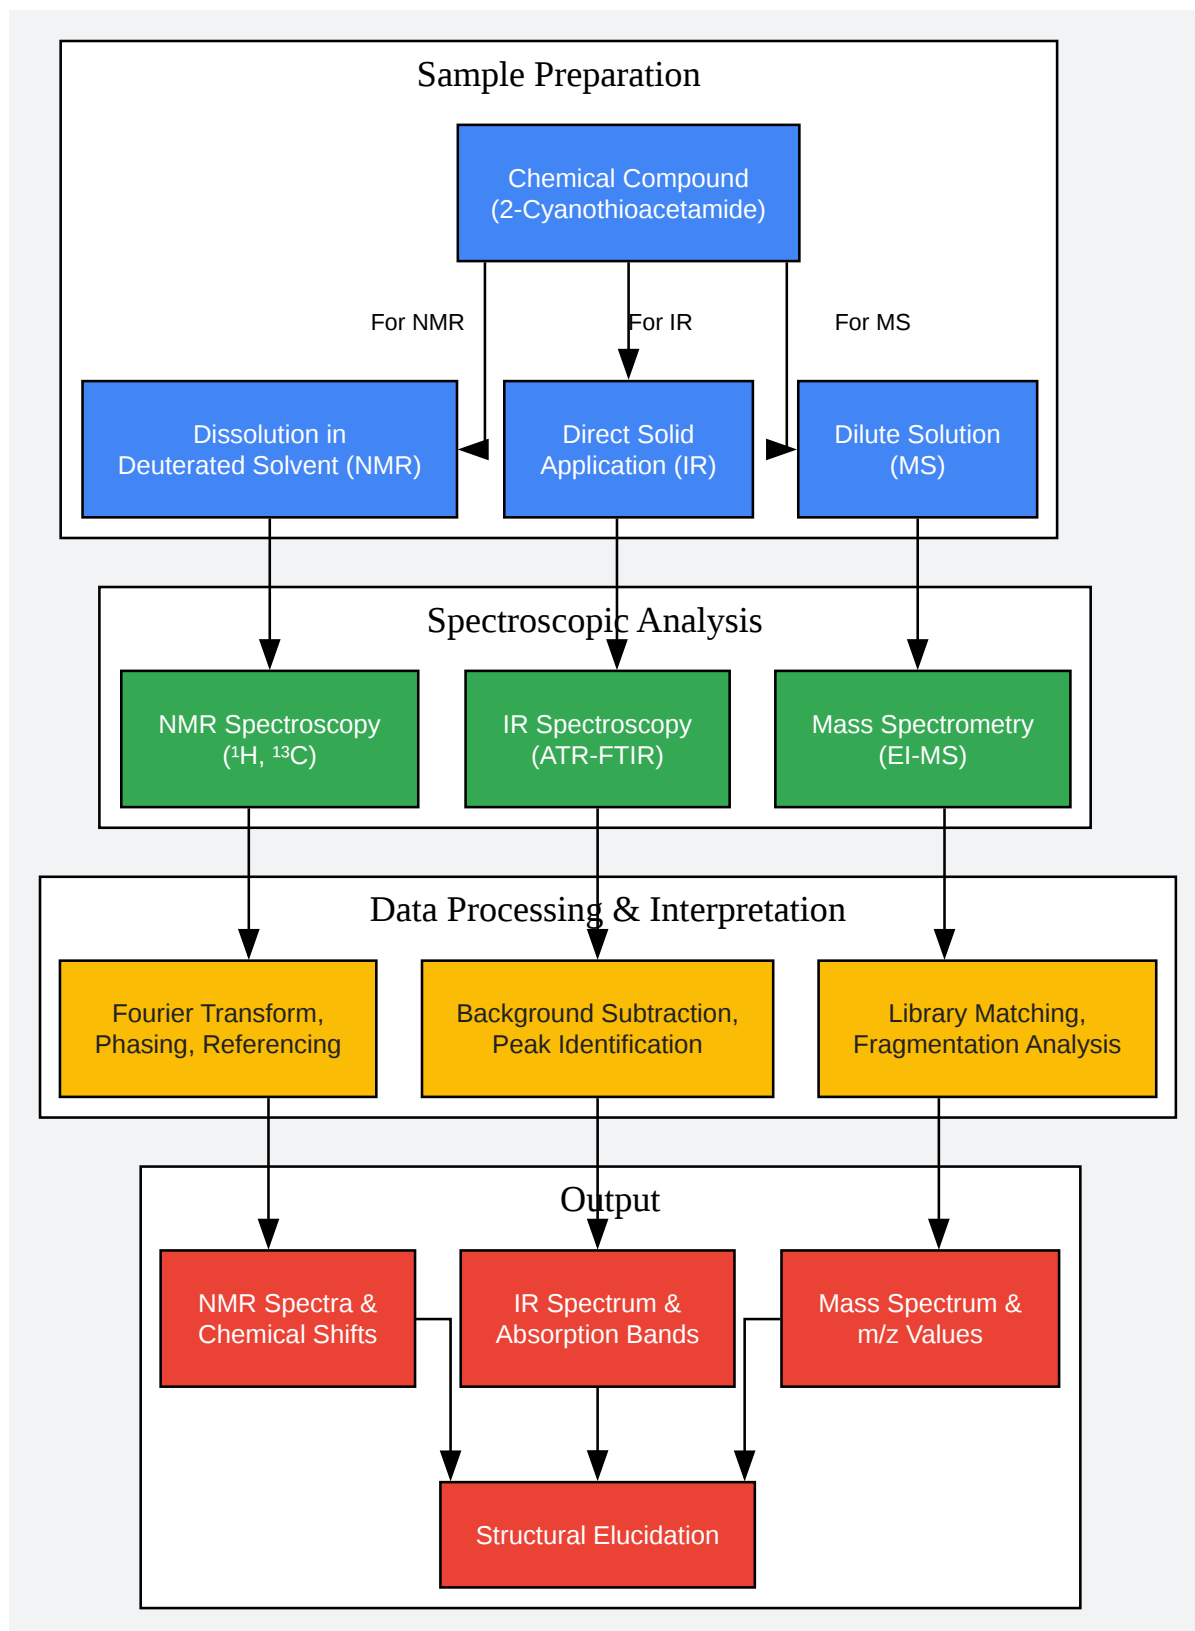 Sample Preparation
Chemical Compound
(2-Cyanothioacetamide)
For NMR
For IR
For MS
Dissolution in
Deuterated Solvent (NMR)
Direct Solid
Application (IR)
Dilute Solution
(MS)
Spectroscopic Analysis
NMR Spectroscopy
(¹H, ¹³C)
IR Spectroscopy
(ATR-FTIR)
Mass Spectrometry
(EI-MS)
Data Processing & Interpretation
Fourier Transform,
Phasing, Referencing
Background Subtraction,
Peak Identification
Library Matching,
Fragmentation Analysis
Output
NMR Spectra &
Chemical Shifts
IR Spectrum &
Absorption Bands
Mass Spectrum &
m/z Values
Structural Elucidation